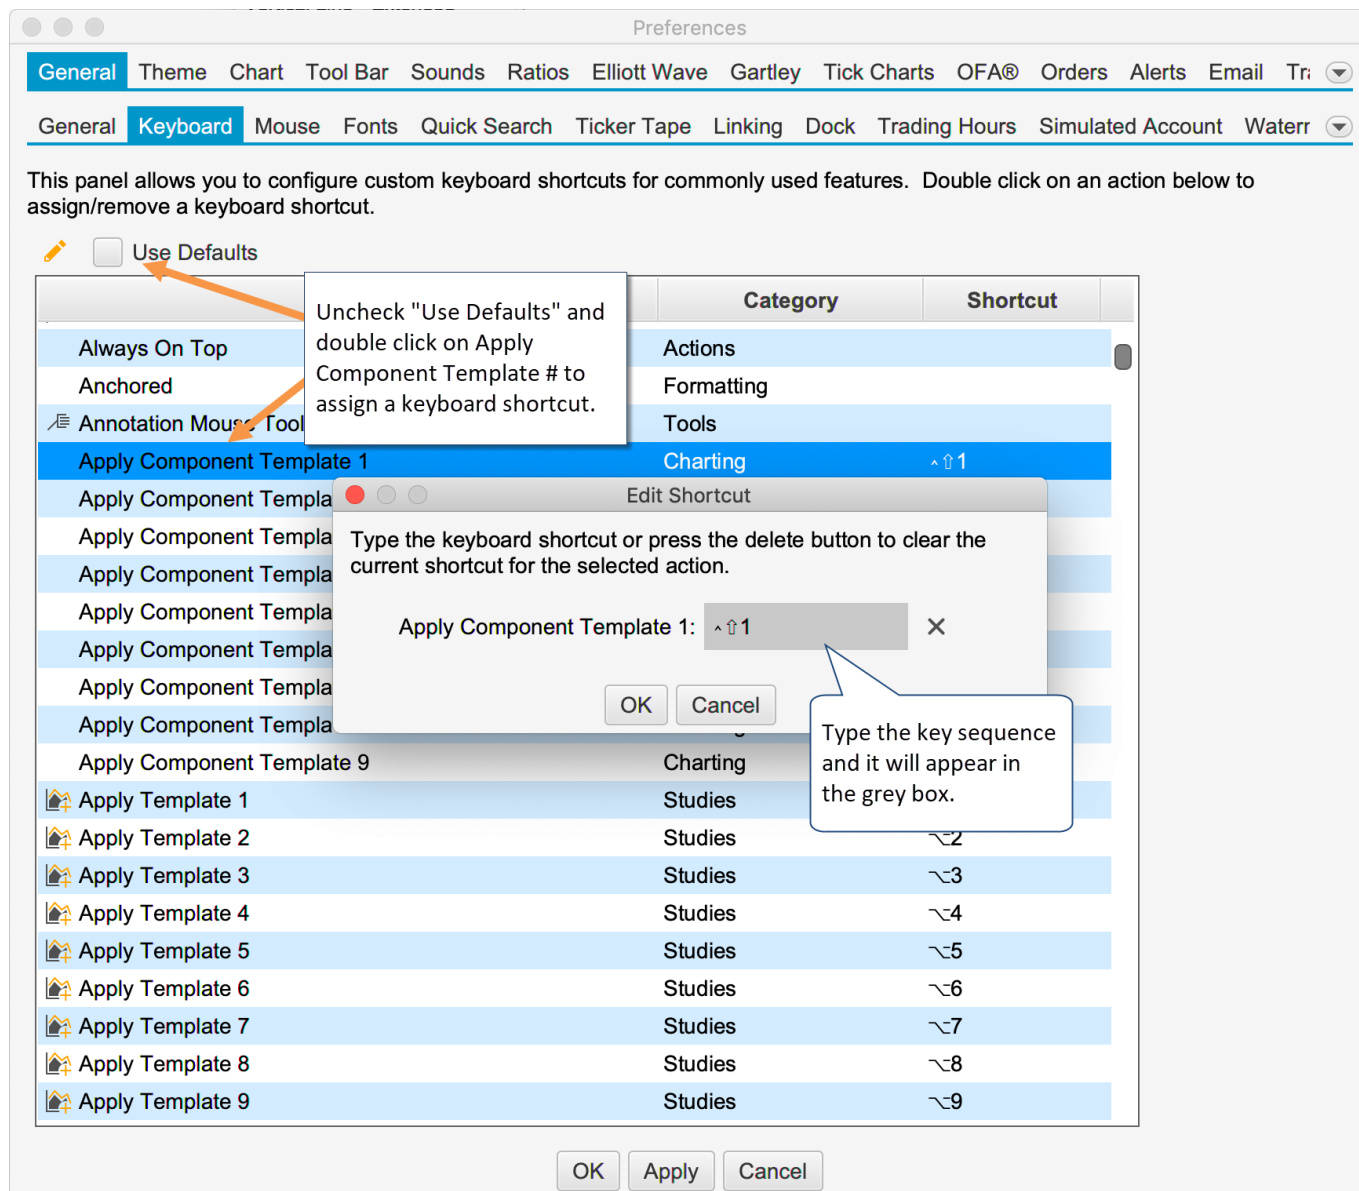 Preferences
General Theme Chart Tool Bar Sounds Ratios Elliott Wave Gartley Tick Charts OFA® Orders Alerts Email
General Keyboard Mouse Fonts Quick Search Ticker Tape Linking Dock Trading Hours Simulated Account
This panel allows you to configure custom keyboard shortcuts for commonly used features.  Double click on an action below to
assign/remove a keyboard shortcut.
Use Defaults
Category Shortcut
Uncheck "Use Defaults" and
double click on Apply
Component Template # to
assign a keyboard shortcut.
Always On Top Actions
Anchored Formatting
Annotation Mouse Tool Tools
Apply Component Template 1 Charting ^⇧1
Apply Component Templa
Apply Component Templa
Apply Component Templa
Apply Component Templa
Apply Component Templa
Apply Component Templa
Apply Component Templa
Edit Shortcut
Type the keyboard shortcut or press the delete button to clear the
current shortcut for the selected action.
Apply Component Template 1: ^⇧1
OK Cancel
Type the key sequence
and it will appear in
the grey box.
Apply Component Template 9 Charting
Apply Template 1 Studies
Apply Template 2 Studies ⌥2
Apply Template 3 Studies ⌥3
Apply Template 4 Studies ⌥4
Apply Template 5 Studies ⌥5
Apply Template 6 Studies ⌥6
Apply Template 7 Studies ⌥7
Apply Template 8 Studies ⌥8
Apply Template 9 Studies ⌥9
OK Apply Cancel